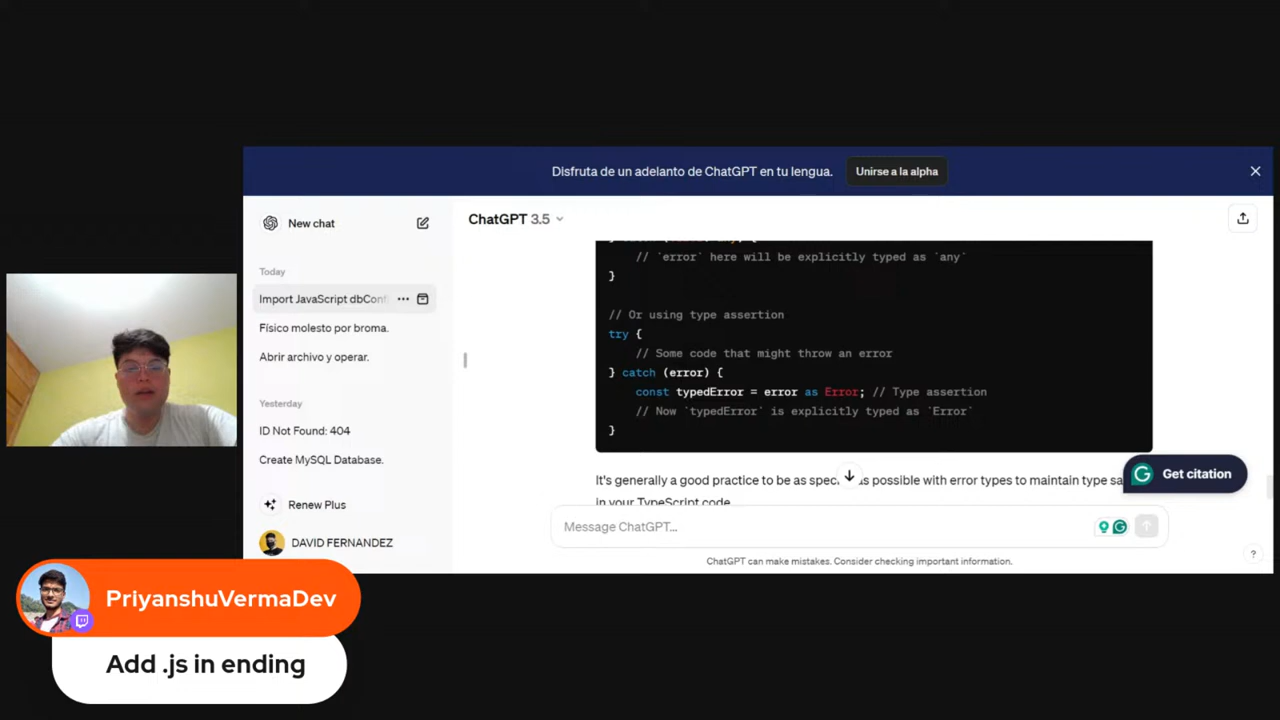 Disfruta de un adelanto de ChatGPT en tu lengua.
Unirse a la alpha
New chat
ChatGPT 3.5
Today
Import JavaScript dbConf
Físico molesto por broma.
Abrir archivo y operar.
Yesterday
ID Not Found: 404
Create MySQL Database.
Renew Plus
DAVID FERNANDEZ
// `error` here will be explicitly typed as `any`
}
// Or using type assertion
try {
// Some code that might throw an error
} catch (error) {
const typedError = error as Error; // Type assertion
// Now `typedError` is explicitly typed as `Error`
}
It's generally a good practice to be as speci as possible with error types to maintain type sa
in your TypeScript code.
Get citation
Message ChatGPT...
ChatGPT can make mistakes. Consider checking important information.
?
PriyanshuVermaDev
Add .js in ending